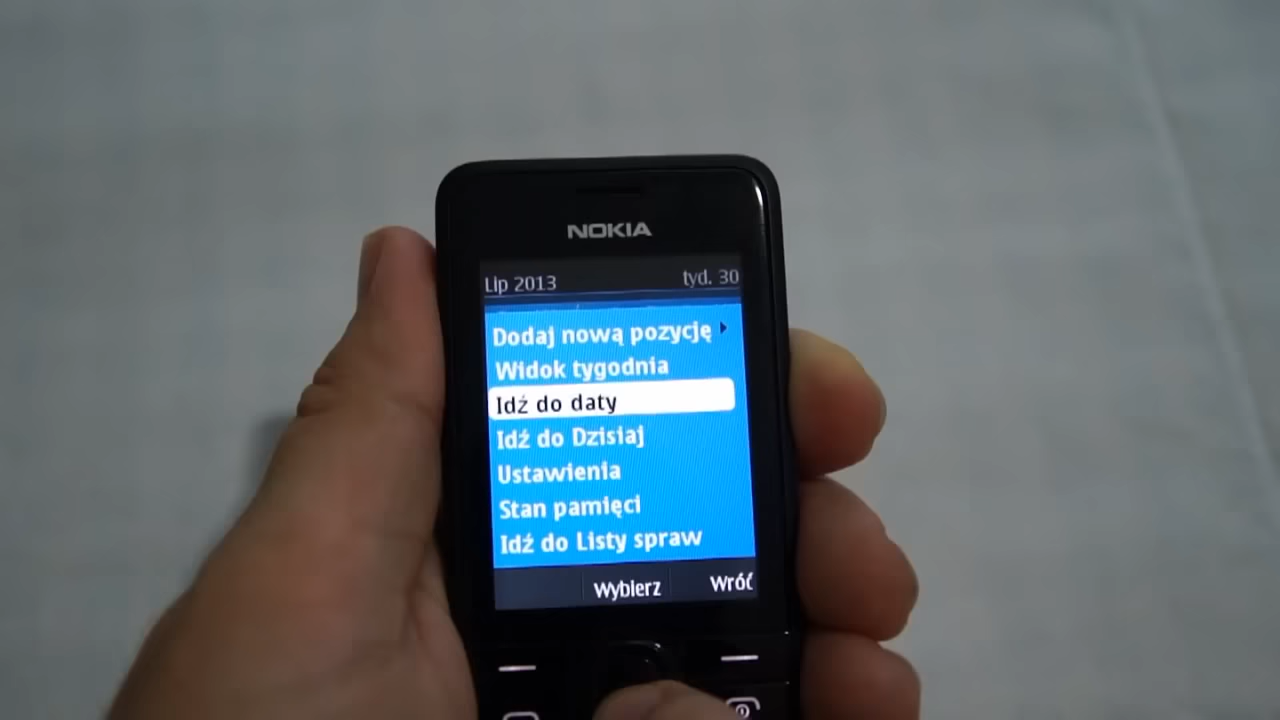 NOKIA
Lip 2013 tyd. 30
Dodaj nową pozycję
Widok tygodnia
Idź do daty
Idź do Dzisiaj
Ustawienia
Stan pamięci
Idź do Listy spraw
Wybierz Wróć